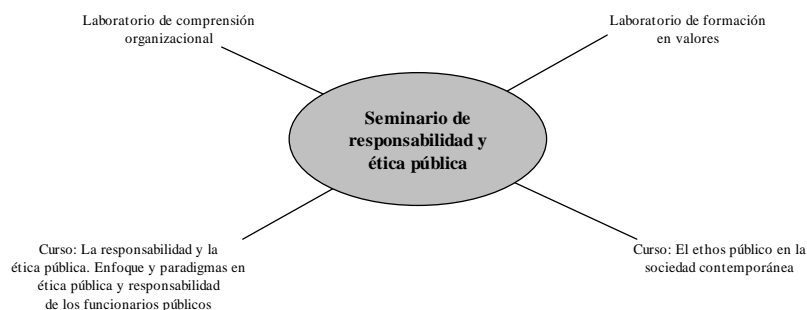 Laboratorio de comprensión
organizacional
Laboratorio de formación
en valores
Seminario de
responsabilidad y
ética pública
Curso: La responsabilidad y la
ética pública. Enfoque y paradigmas en
ética pública y responsabilidad
de los funcionarios públicos
Curso: El ethos público en la
sociedad contemporánea